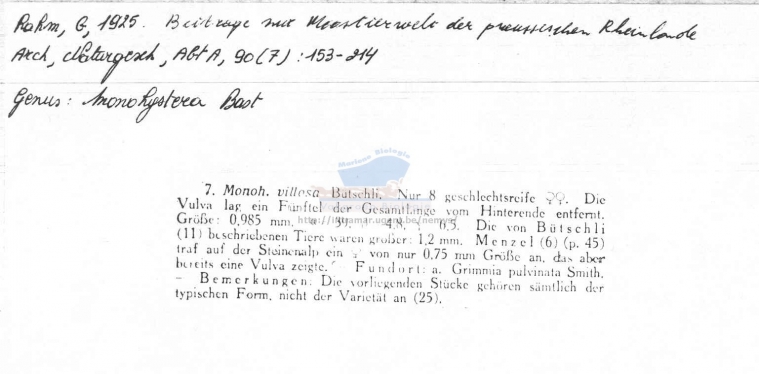 Rahm, G, 1925. Beitrage zur Moostierwelt der preussischen Rheinlande
Arch, Naturgesch, Abt A, 90(7): 153-214
Genus: Monohystera Bast
Marine Biologie
7. Monoh. villosa Bütschli. Nur 8 geschlechtsreife ♀♀. Die
Vulva lag ein Fünftel der Gesamtlänge vom Hinterende entfernt.
Größe: 0,985 mm, 39, 4,8, 6,5. Die von Bütschli
http://intramar.ugent.be/nemys/
(11) beschriebenen Tiere waren größer: 1,2 mm. Menzel (6) (p. 45)
traf auf der Steinenalp ein von nur 0,75 mm Größe an, das aber
bereits eine Vulva zeigte. Fundort: a. Grimmia pulvinata Smith.
– Bemerkungen: Die vorliegenden Stücke gehören sämtlich der
typischen Form, nicht der Varietät an (25).